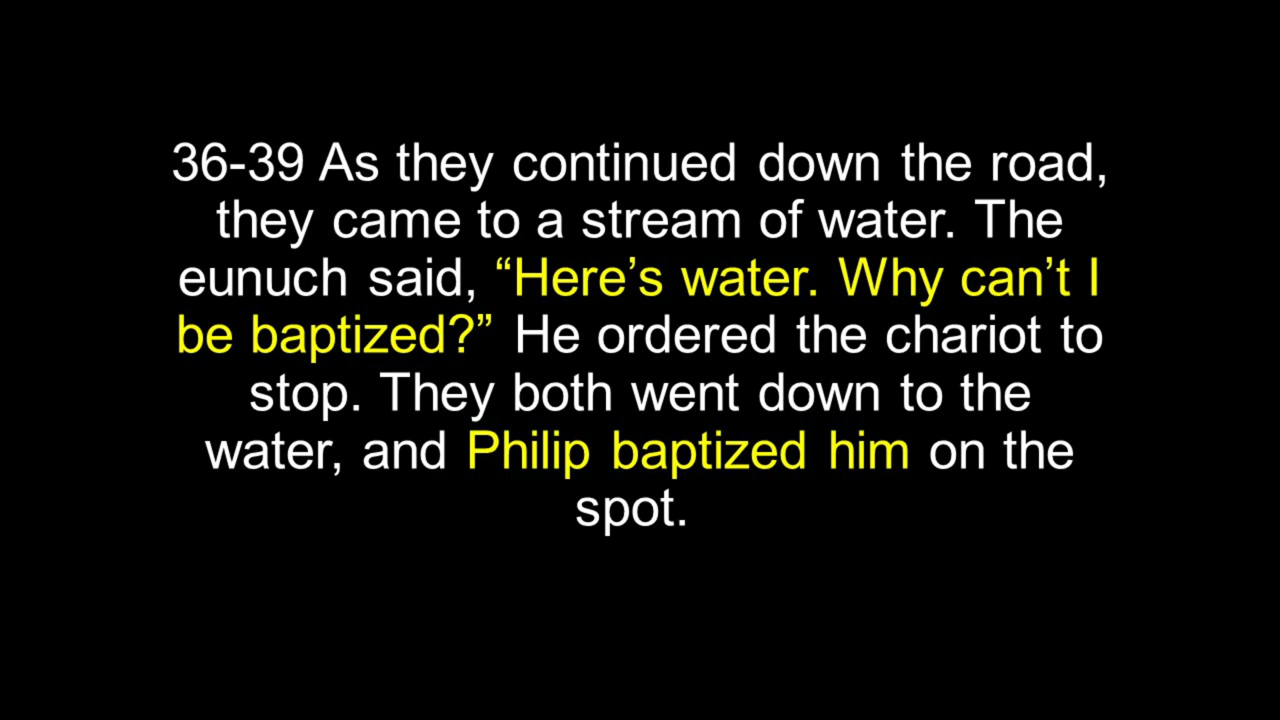 36-39 As they continued down the road,
they came to a stream of water. The
eunuch said, “Here’s water. Why can’t I
be baptized?” He ordered the chariot to
stop. They both went down to the
water, and Philip baptized him on the
spot.